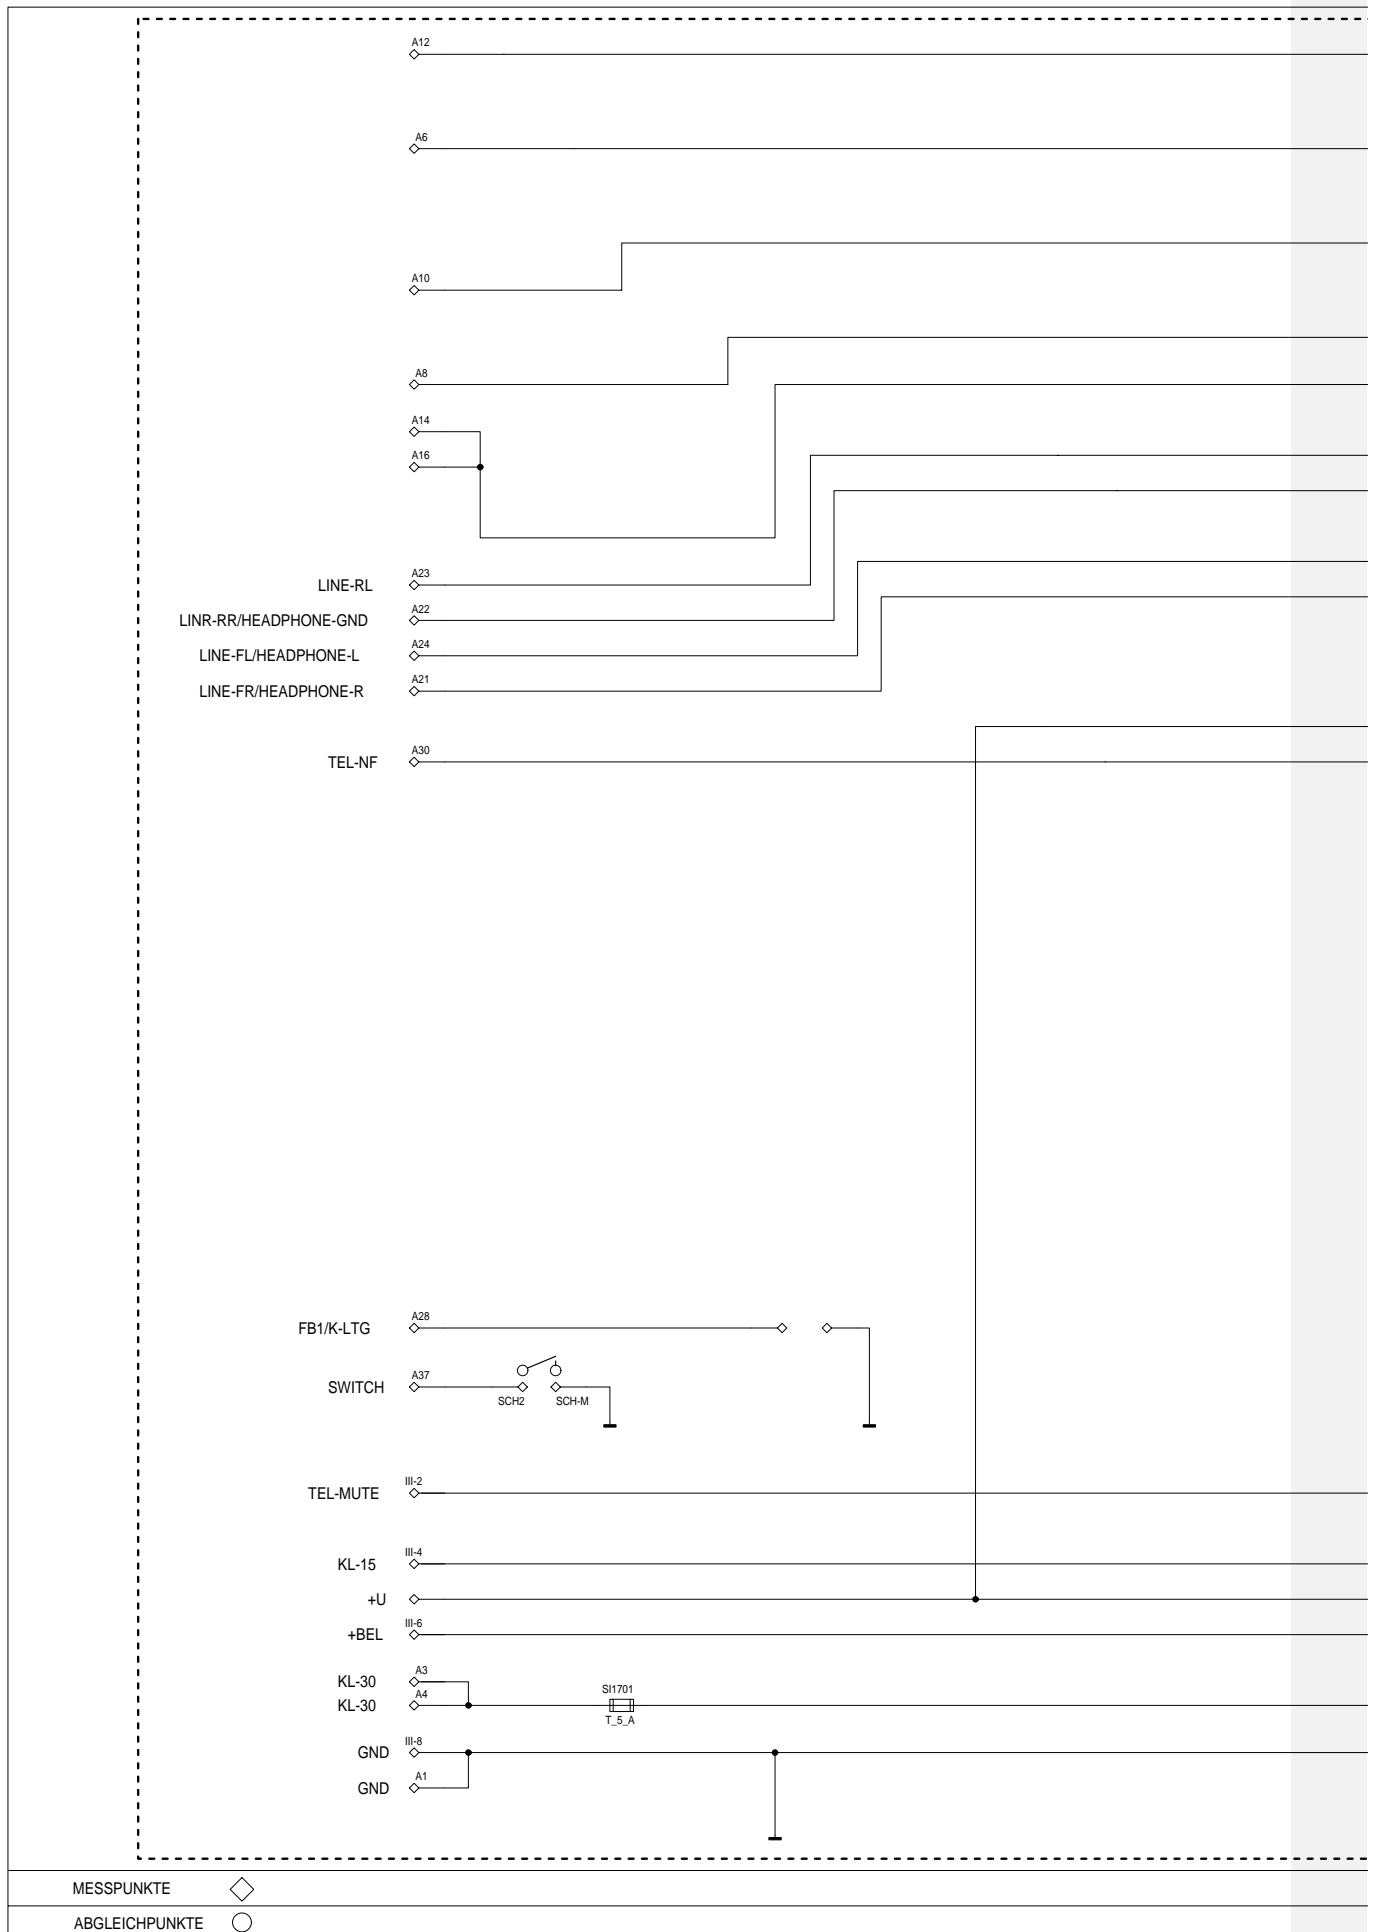 A12
A6
A10
A8
A14
A16
LINE-RL A23
LINR-RR/HEADPHONE-GND A22
LINE-FL/HEADPHONE-L A24
LINE-FR/HEADPHONE-R A21
TEL-NF A30
FB1/K-LTG A28
SWITCH A37
SCH2 SCH-M
TEL-MUTE III-2
KL-15 III-4
+U
+BEL III-6
KL-30 A3
KL-30 A4
SI1701
T_5_A
GND III-8
GND A1
MESSPUNKTE
ABGLEICHPUNKTE